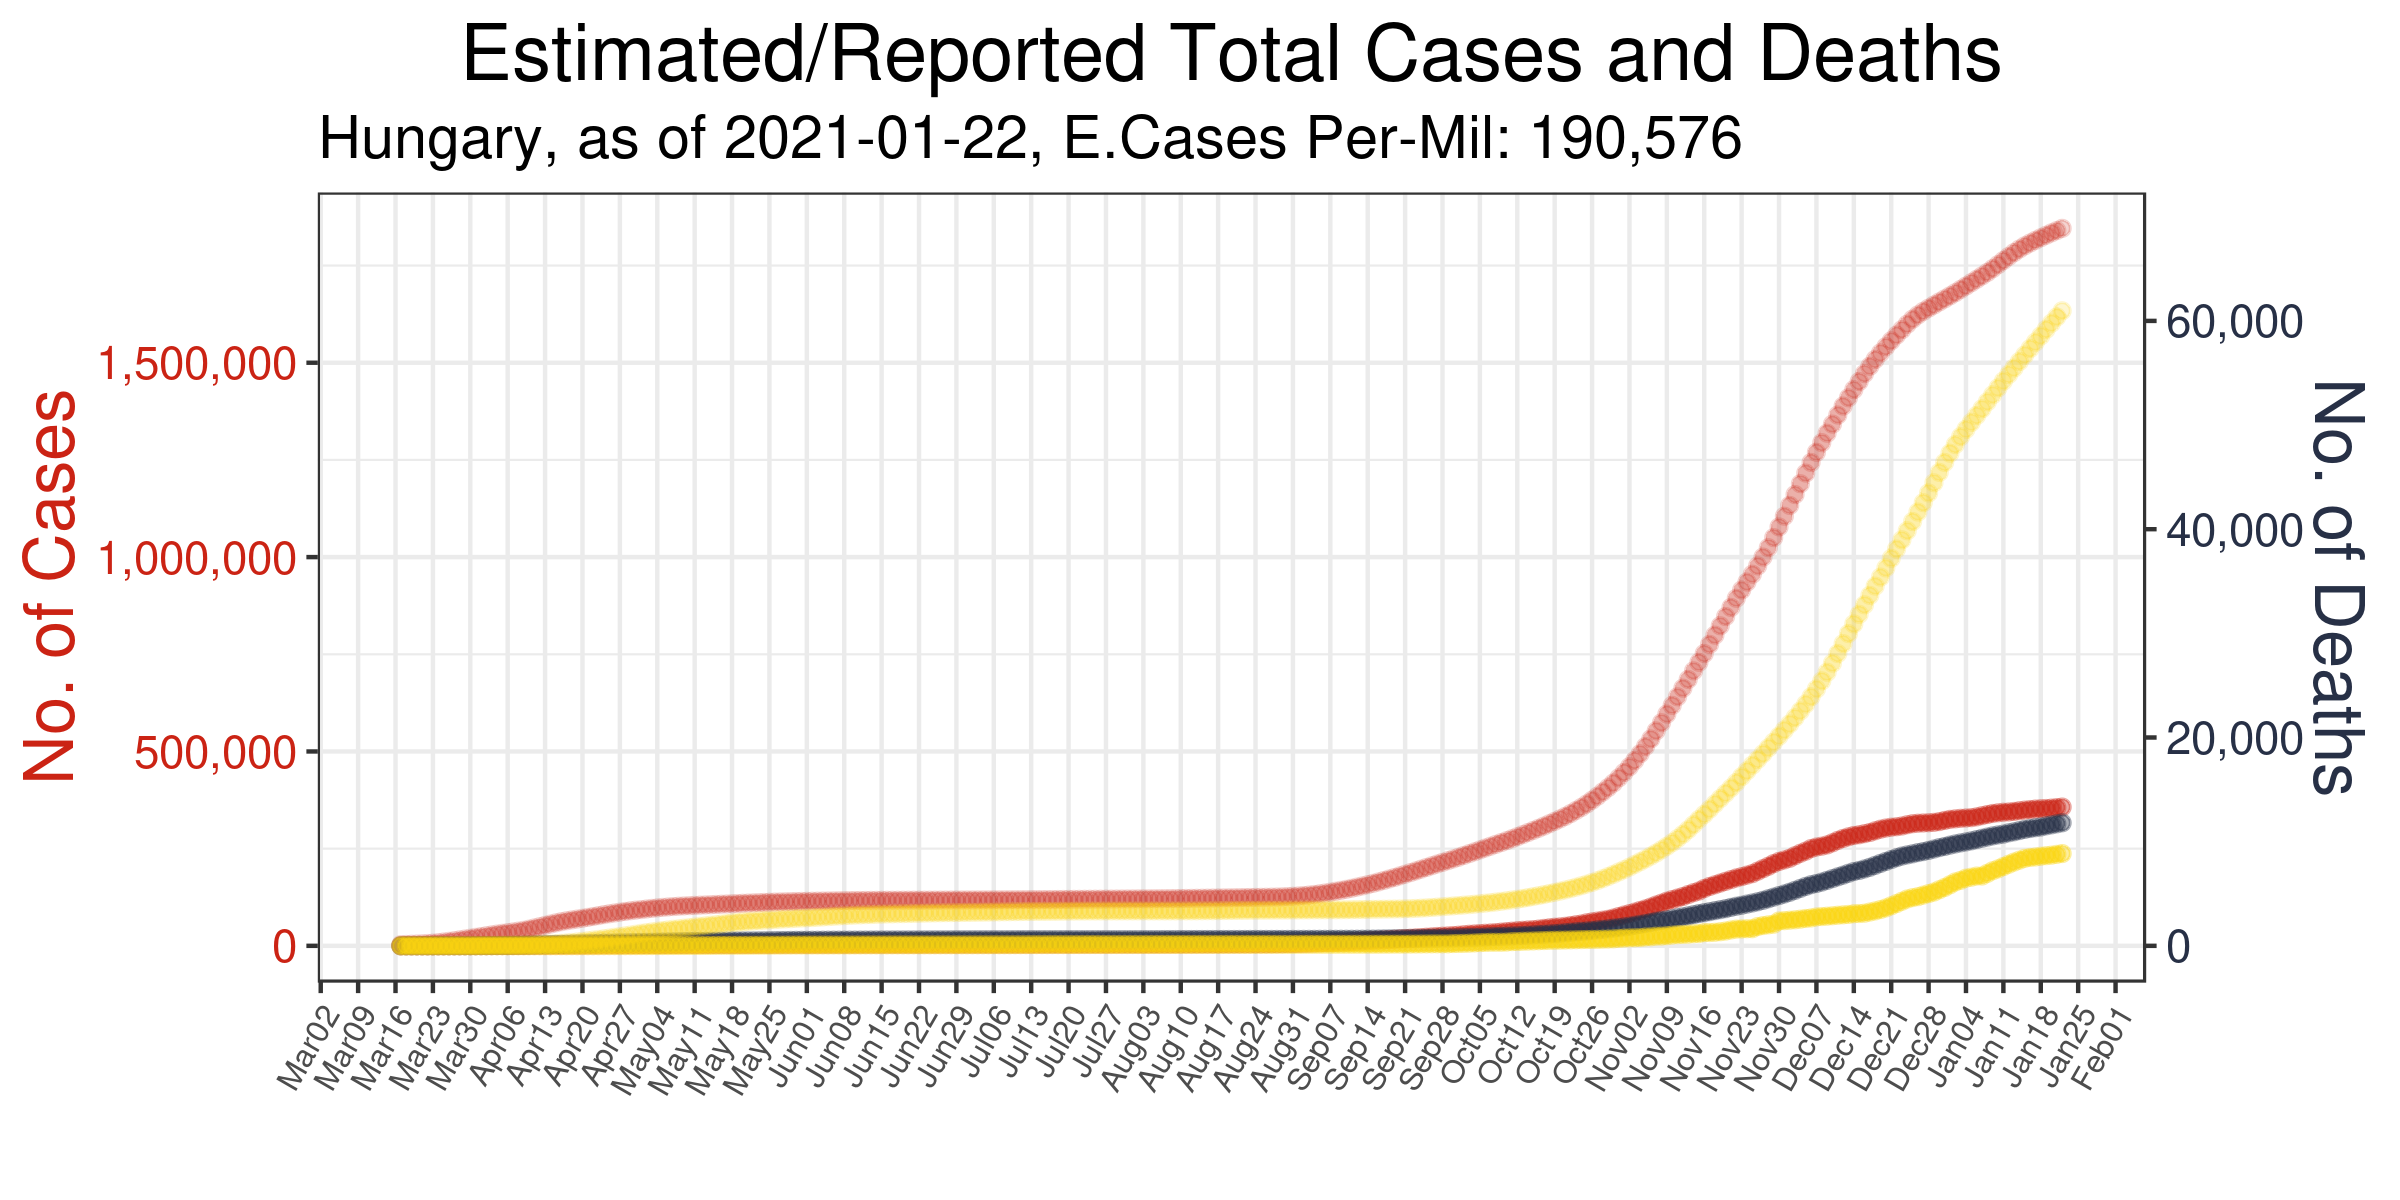 Estimated/Reported Total Cases and Deaths
Hungary, as of 2021-01-22, E.Cases Per-Mil: 190,576
No. of Cases
1,500,000
1,000,000
500,000
0
60,000
40,000
20,000
0
No. of Deaths
Mar02 Mar09 Mar16 Mar23 Mar30 Apr06 Apr13 Apr20 Apr27 May04 May11 May18 May25 Jun01 Jun08 Jun15 Jun22 Jun29 Jul06 Jul13 Jul20 Jul27 Aug03 Aug10 Aug17 Aug24 Aug31 Sep07 Sep14 Sep21 Sep28 Oct05 Oct12 Oct19 Oct26 Nov02 Nov09 Nov16 Nov23 Nov30 Dec07 Dec14 Dec21 Dec28 Jan04 Jan11 Jan18 Jan25 Feb01